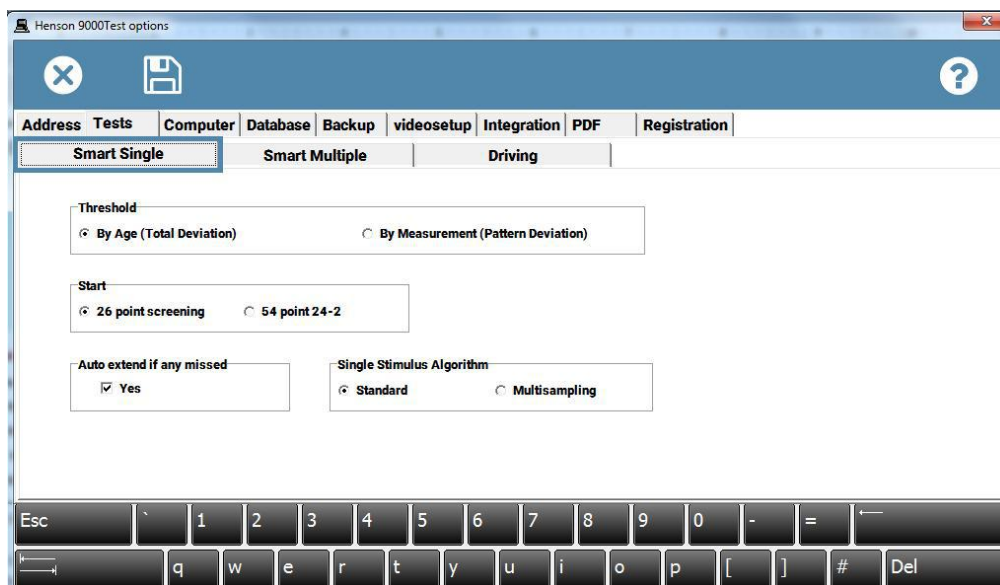 Henson 9000Test options
x
?
Address Tests Computer Database Backup videosetup Integration PDF Registration
Smart Single Smart Multiple Driving
Threshold
By Age (Total Deviation) By Measurement (Pattern Deviation)
Start
26 point screening 54 point 24-2
Auto extend if any missed Single Stimulus Algorithm
Yes Standard Multisampling
Esc ` 1 2 3 4 5 6 7 8 9 0 - =
q w e r t y u i o p [ ] # Del